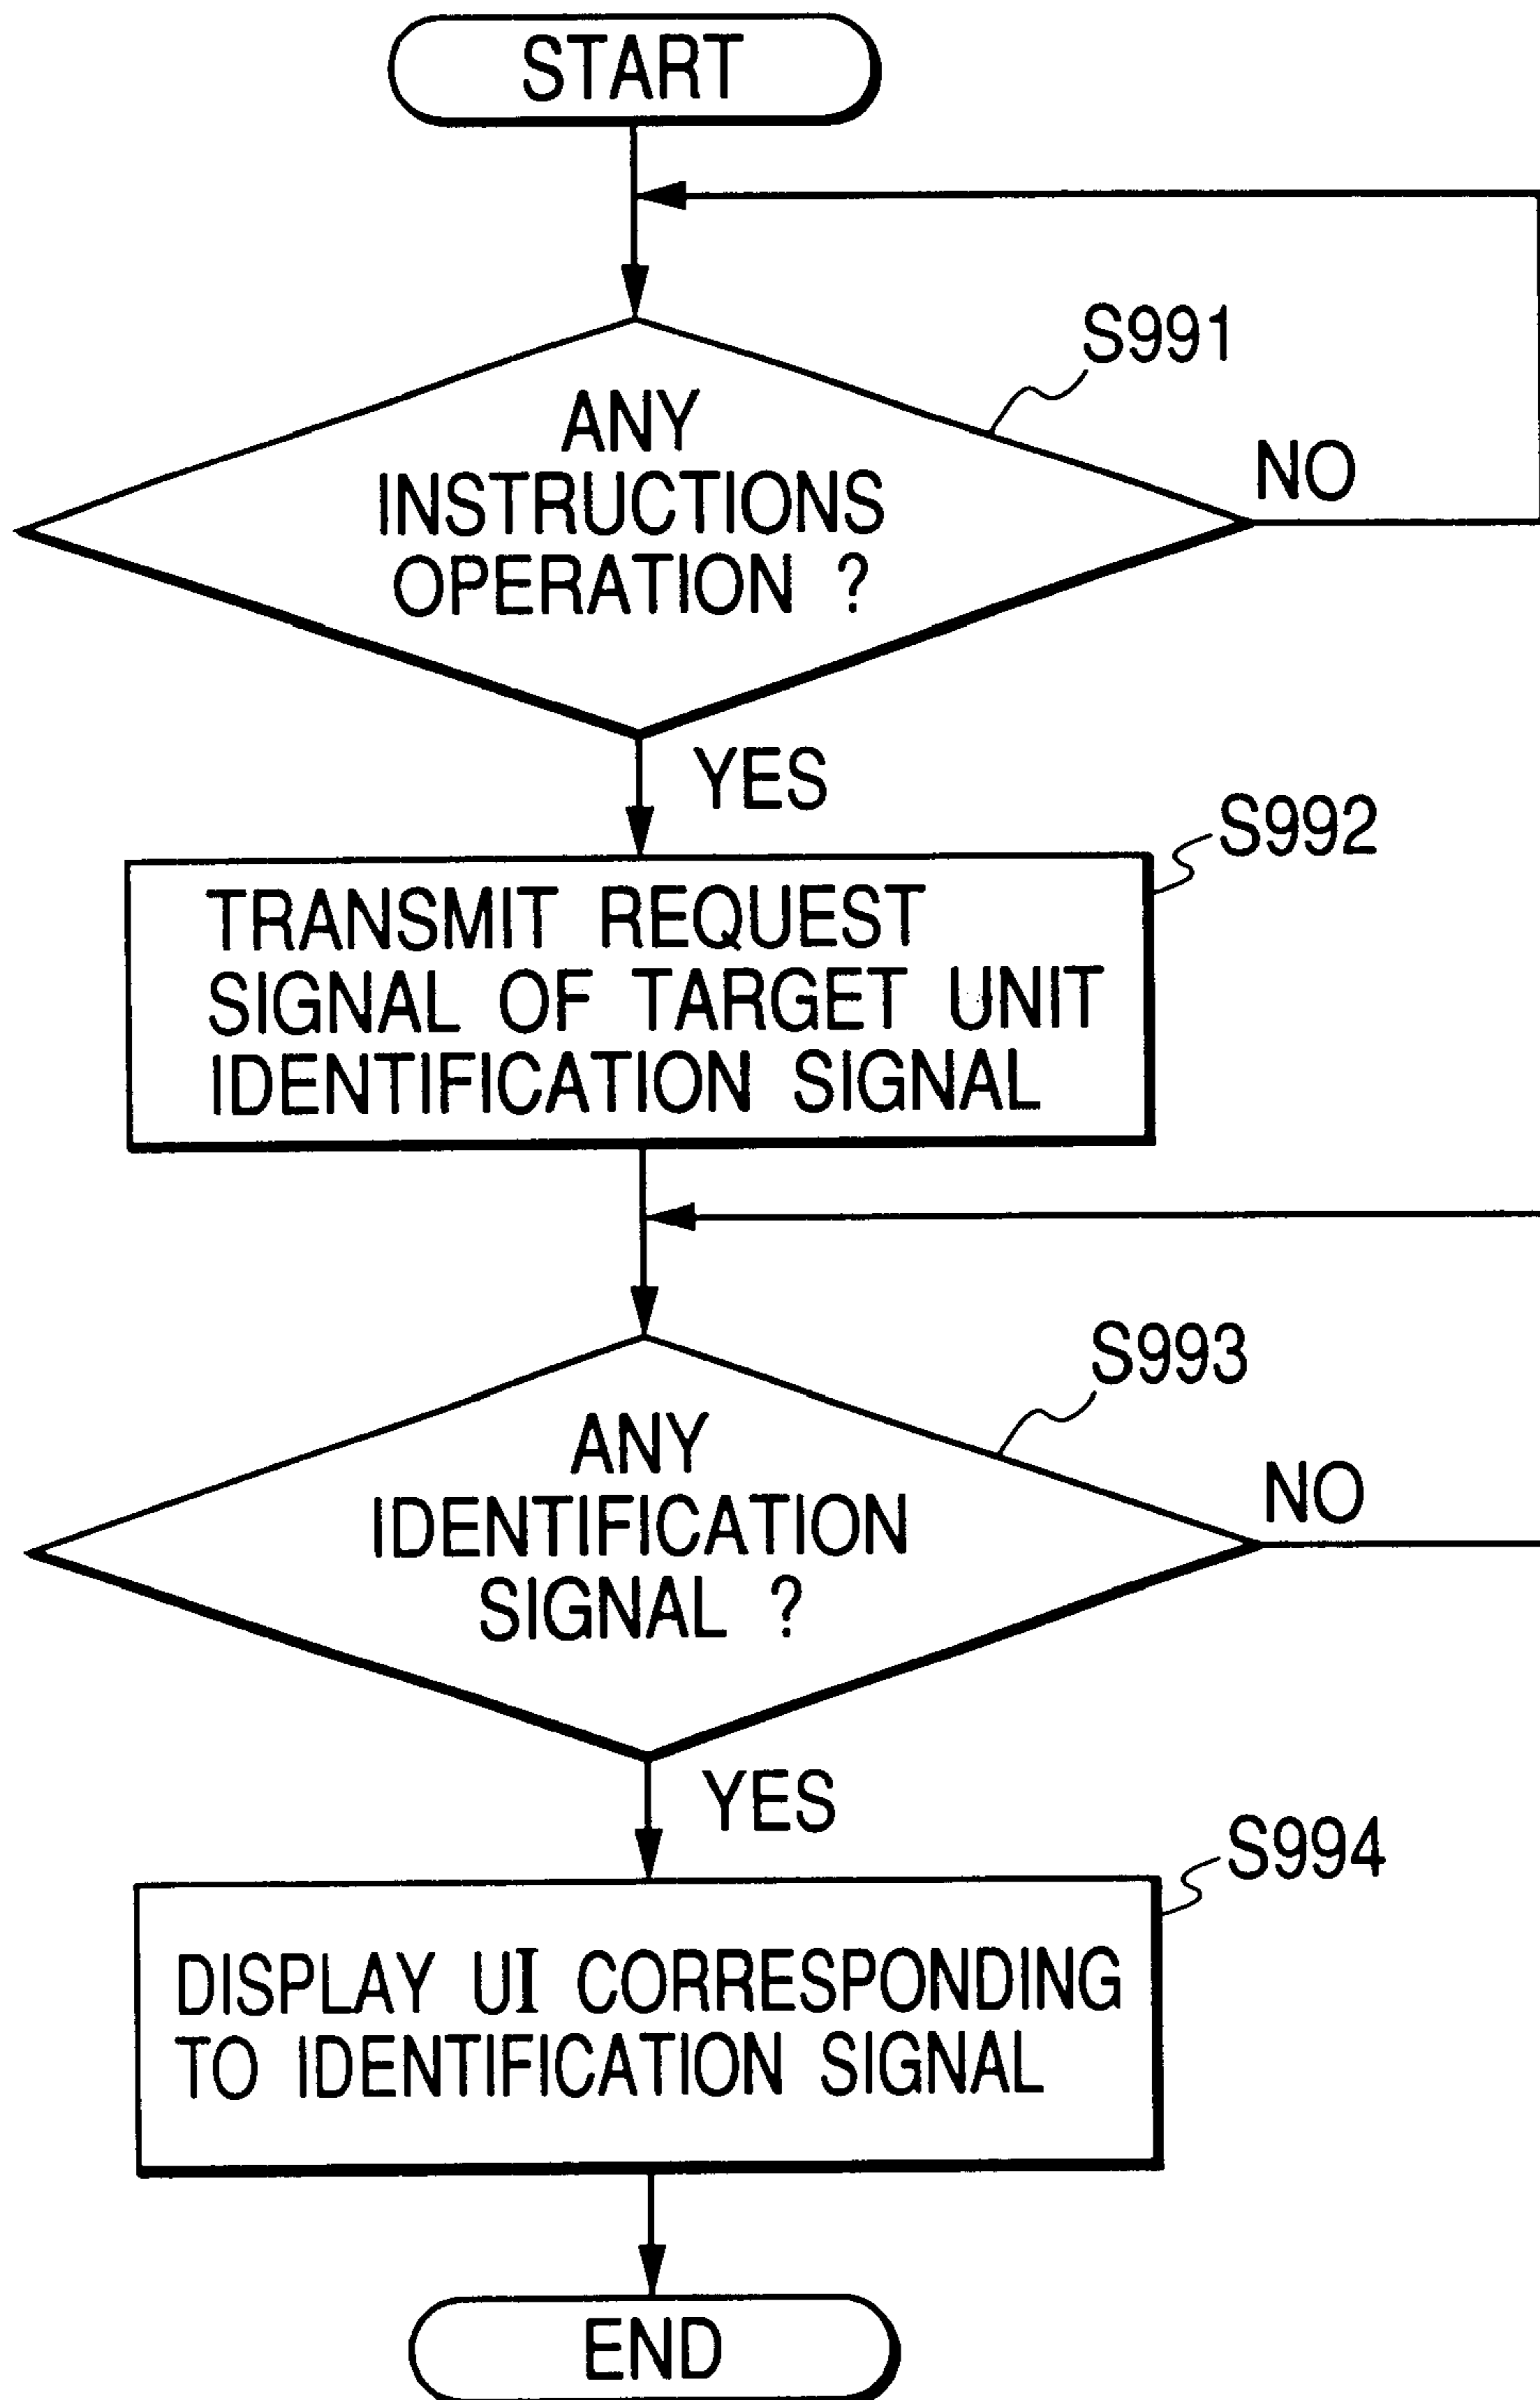 START
S991
ANY
INSTRUCTIONS
OPERATION ?
NO
YES
S992
TRANSMIT REQUEST
SIGNAL OF TARGET UNIT
IDENTIFICATION SIGNAL
S993
ANY
IDENTIFICATION
SIGNAL ?
NO
YES
S994
DISPLAY UI CORRESPONDING
TO IDENTIFICATION SIGNAL
END